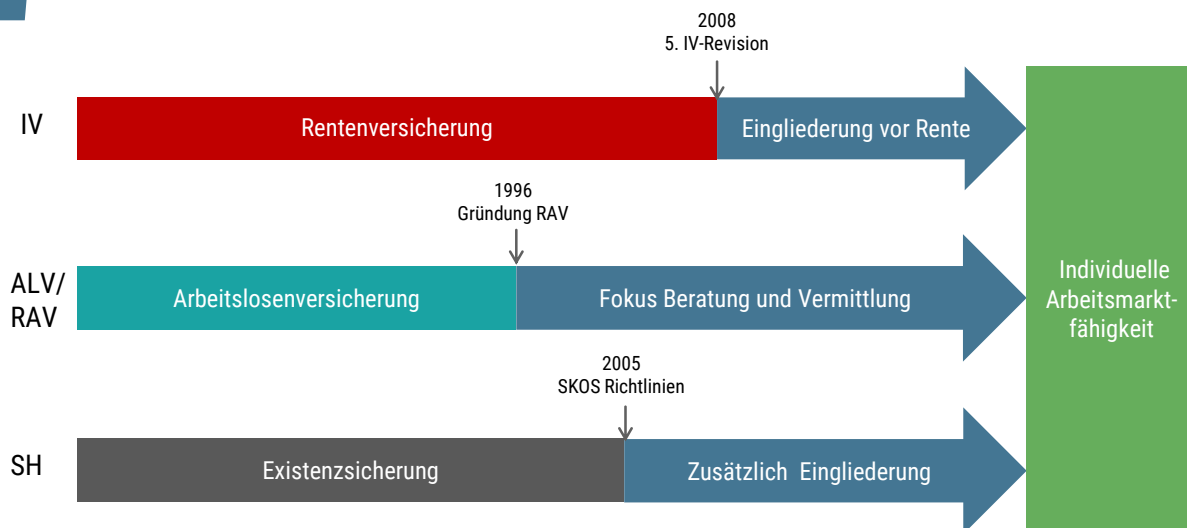 2008
5. IV-Revision
IV
Rentenversicherung
Eingliederung vor Rente
1996
Gründung RAV
ALV/
RAV
Arbeitslosenversicherung
Fokus Beratung und Vermittlung
Individuelle
Arbeitsmarkt-
fähigkeit
2005
SKOS Richtlinien
SH
Existenzsicherung
Zusätzlich Eingliederung